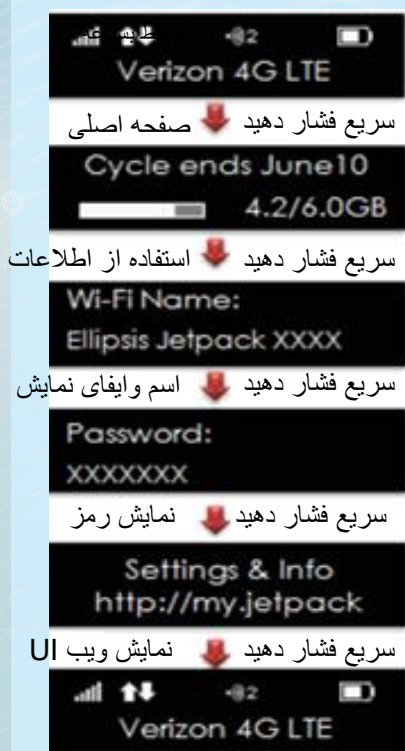 2
Verizon 4G LTE
سریع فشار دهید صفحه اصلی
Cycle ends June10
4.2/6.0GB
سریع فشار دهید استفاده از اطلاعات
Wi-Fi Name:
Ellipsis Jetpack XXXX
سریع فشار دهید اسم وایفای نمایش
Password:
XXXXXXX
سریع فشار دهید نمایش رمز
Settings & Info
http://my.jetpack
سریع فشار دهید نمایش ویب UI
2
Verizon 4G LTE